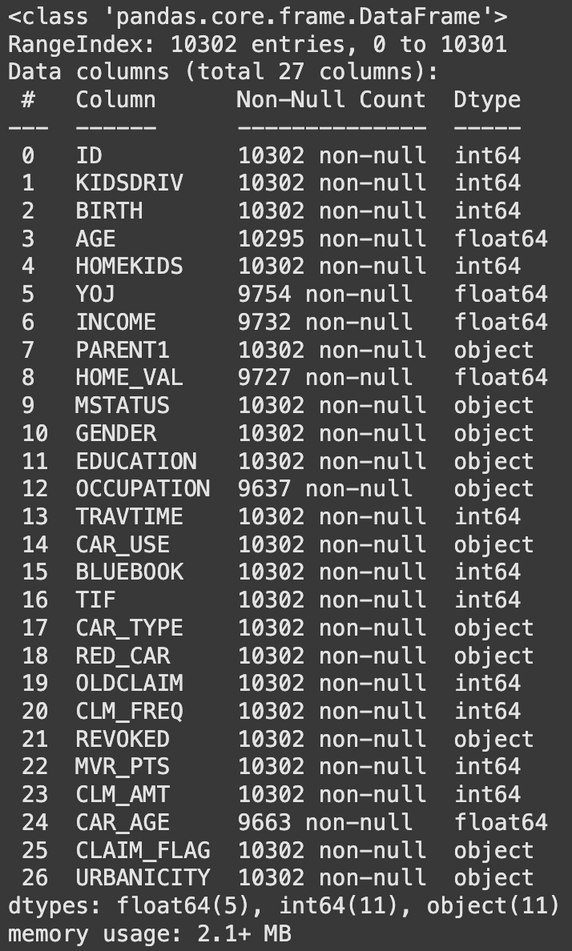 <class 'pandas.core.frame.DataFrame'>
RangeIndex: 10302 entries, 0 to 10301
Data columns (total 27 columns):
 #   Column      Non-Null Count  Dtype
---  ------      --------------  -----
 0   ID          10302 non-null  int64
 1   KIDSDRIV    10302 non-null  int64
 2   BIRTH       10302 non-null  int64
 3   AGE         10295 non-null  float64
 4   HOMEKIDS    10302 non-null  int64
 5   YOJ         9754 non-null   float64
 6   INCOME      9732 non-null   float64
 7   PARENT1     10302 non-null  object
 8   HOME_VAL    9727 non-null   float64
 9   MSTATUS     10302 non-null  object
 10  GENDER      10302 non-null  object
 11  EDUCATION   10302 non-null  object
 12  OCCUPATION  9637 non-null   object
 13  TRAVTIME    10302 non-null  int64
 14  CAR_USE     10302 non-null  object
 15  BLUEBOOK    10302 non-null  int64
 16  TIF         10302 non-null  int64
 17  CAR_TYPE    10302 non-null  object
 18  RED_CAR     10302 non-null  object
 19  OLDCLAIM    10302 non-null  int64
 20  CLM_FREQ    10302 non-null  int64
 21  REVOKED     10302 non-null  object
 22  MVR_PTS     10302 non-null  int64
 23  CLM_AMT     10302 non-null  int64
 24  CAR_AGE     9663 non-null   float64
 25  CLAIM_FLAG  10302 non-null  object
 26  URBANICITY  10302 non-null  object
dtypes: float64(5), int64(11), object(11)
memory usage: 2.1+ MB